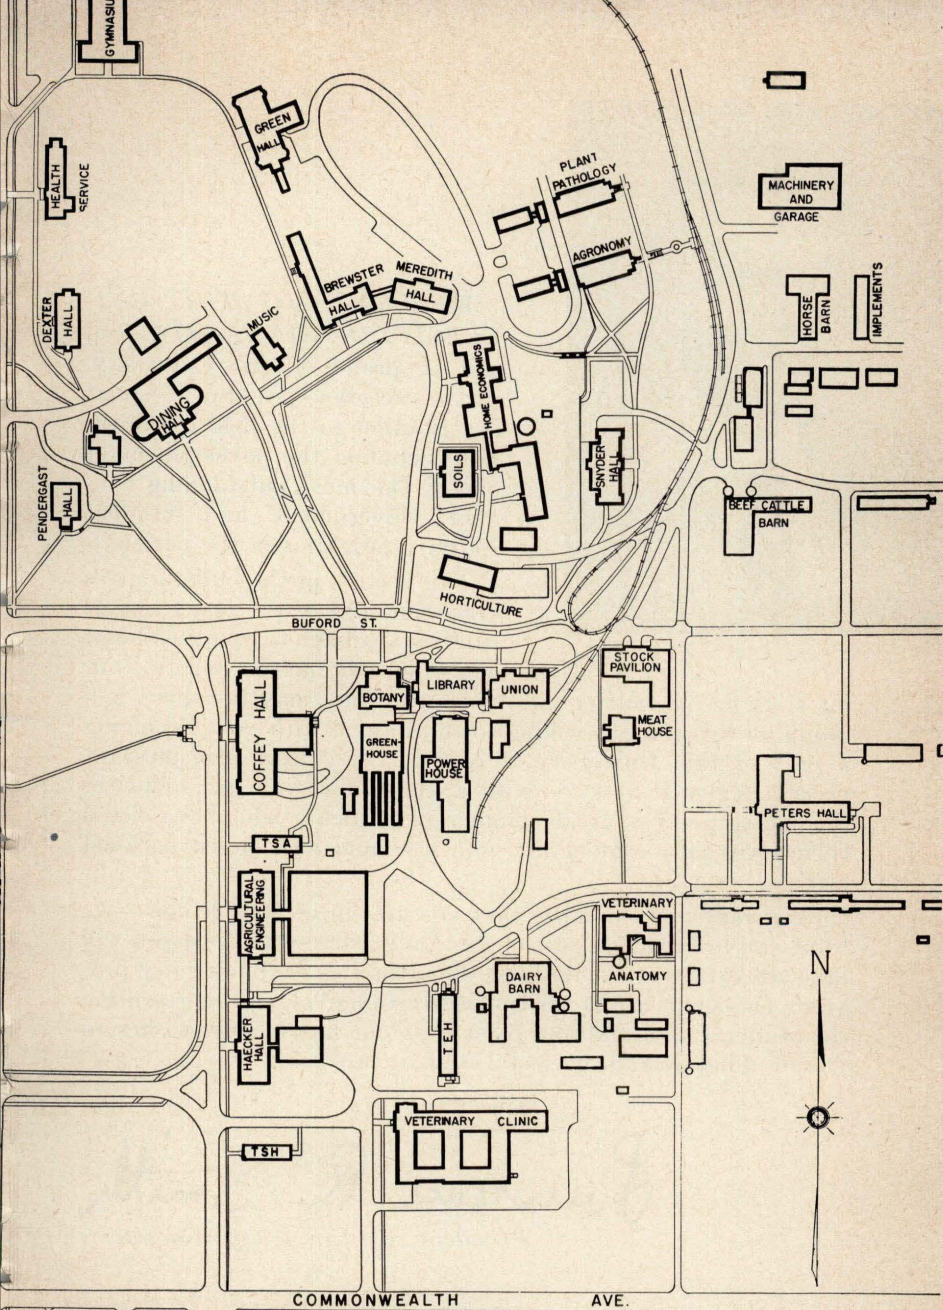 GYMNASIU
GREEN
HALL
HEALTH
SERVICE
PLANT
PATHOLOGY
MACHINERY
AND
GARAGE
AGRONOMY
BREWSTER
HALL
MEREDITH
HALL
HORSE
BARN
IMPLEMENTS
DEXTER
HALL
MUSIC
DINING
HALL
HOME ECONOMICS
SOILS
SNYDER
HALL
PENDERGAST
HALL
BEEF CATTLE
BARN
HORTICULTURE
BUFORD ST.
STOCK
PAVILION
COFFEY HALL
BOTANY
LIBRARY
UNION
MEAT
HOUSE
GREEN-
HOUSE
POWER
HOUSE
PETERS HALL
TSA
AGRICULTURAL
ENGINEERING
VETERINARY
ANATOMY
DAIRY
BARN
N
HAECKER
HALL
TEH
VETERINARY CLINIC
TSH
COMMONWEALTH AVE.